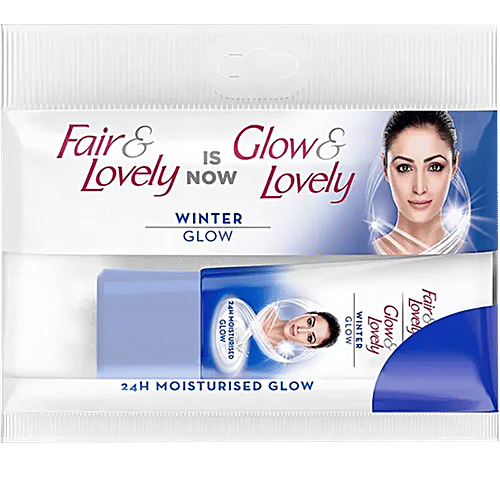 Fair &
Lovely
IS
NOW
Glow &
Lovely
WINTER
GLOW
24H MOISTURISED
GLOW
Fair &
Lovely
Glow &
Lovely
WINTER
GLOW
24H MOISTURISED GLOW